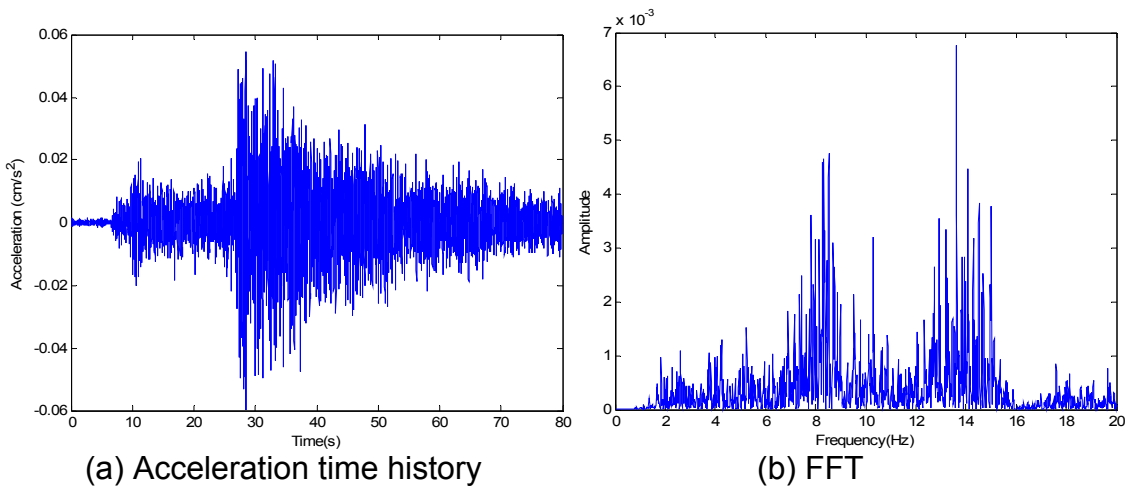 0.06
0.04
0.02
0
-0.02
-0.04
-0.06
Acceleration (cm/s²)
0 10 20 30 40 50 60 70 80
Time(s)
(a) Acceleration time history
7 x 10⁻³
6
5
4
3
2
1
0
Amplitude
0 2 4 6 8 10 12 14 16 18 20
Frequency(Hz)
(b) FFT